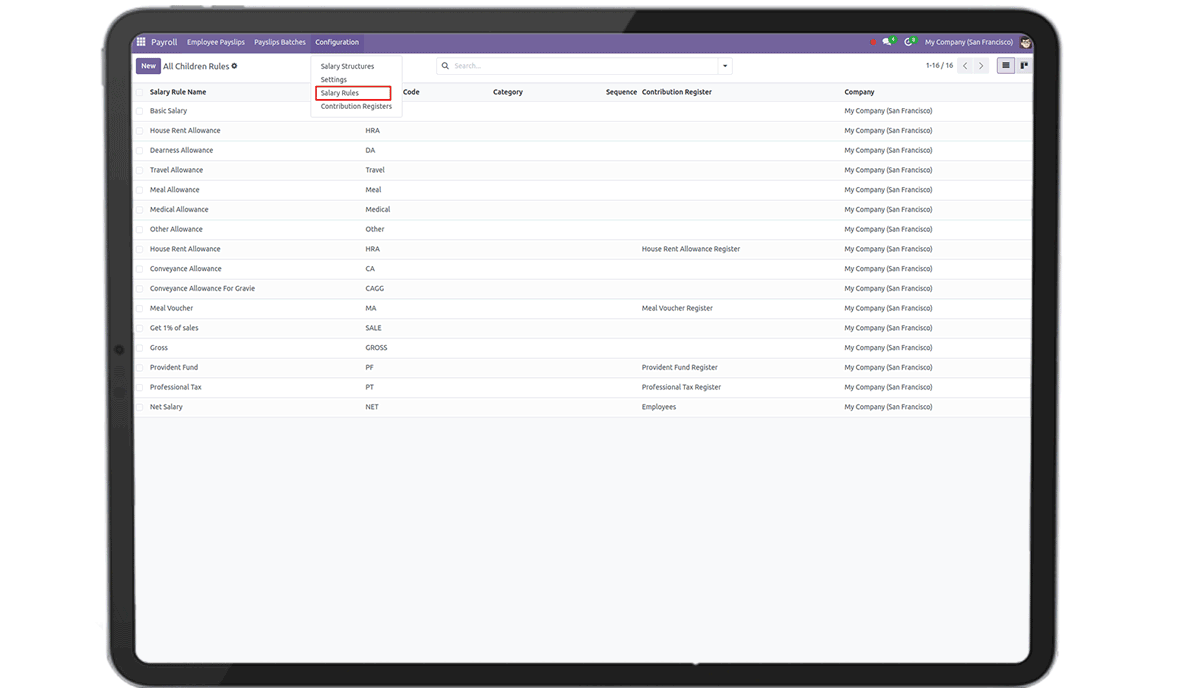 Payroll Employee Payslips Payslips Batches Configuration 4 8 My Company (San Francisco)
New All Children Rules Search... 1-16 / 16
Salary Structures
Settings
Salary Rules
Contribution Registers
Salary Rule Name Code Category Sequence Contribution Register Company
Basic Salary My Company (San Francisco)
House Rent Allowance HRA My Company (San Francisco)
Dearness Allowance DA My Company (San Francisco)
Travel Allowance Travel My Company (San Francisco)
Meal Allowance Meal My Company (San Francisco)
Medical Allowance Medical My Company (San Francisco)
Other Allowance Other My Company (San Francisco)
House Rent Allowance HRA House Rent Allowance Register My Company (San Francisco)
Conveyance Allowance CA My Company (San Francisco)
Conveyance Allowance For Gravie CAGG My Company (San Francisco)
Meal Voucher MA Meal Voucher Register My Company (San Francisco)
Get 1% of sales SALE My Company (San Francisco)
Gross GROSS My Company (San Francisco)
Provident Fund PF Provident Fund Register My Company (San Francisco)
Professional Tax PT Professional Tax Register My Company (San Francisco)
Net Salary NET Employees My Company (San Francisco)